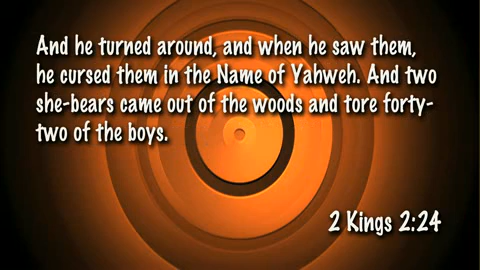 And he turned around, and when he saw them,
he cursed them in the Name of Yahweh. And two
she-bears came out of the woods and tore forty-
two of the boys.
2 Kings 2:24